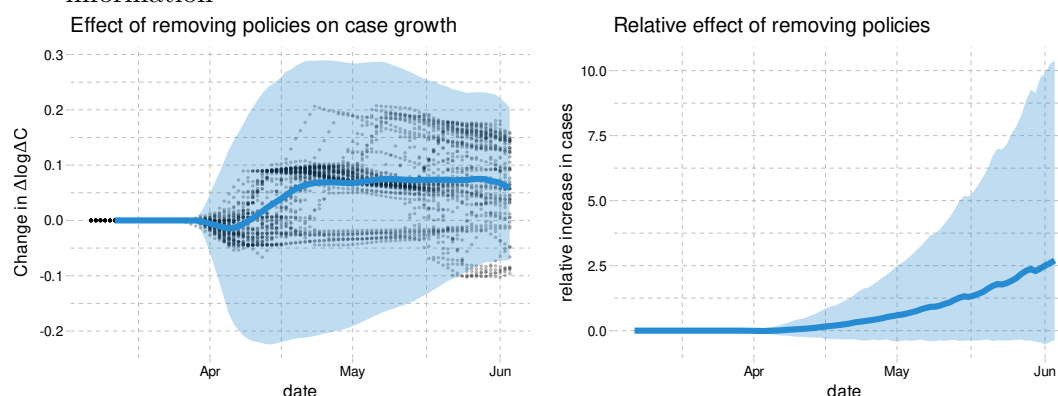 information
Effect of removing policies on case growth
Relative effect of removing policies
0.3
0.2
0.1
0.0
-0.1
-0.2
Change in ΔlogΔC
Apr
May
Jun
date
10.0
7.5
5.0
2.5
0.0
relative increase in cases
Apr
May
Jun
date